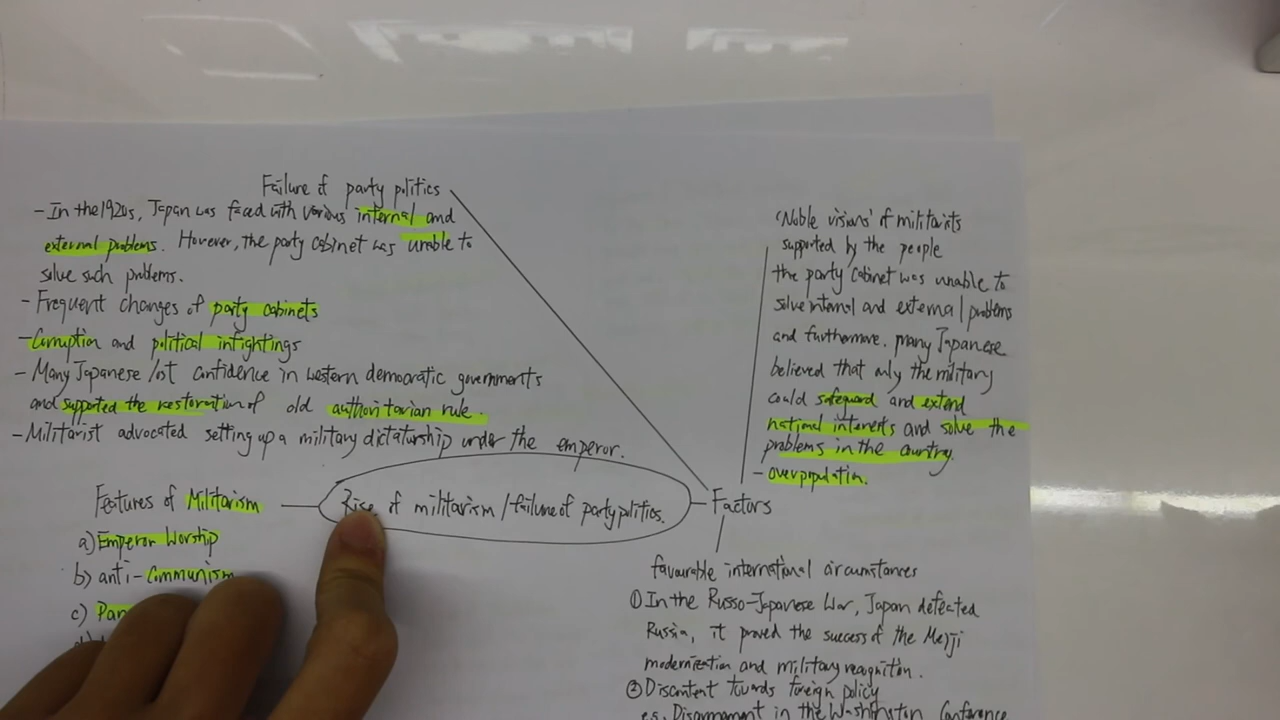 Failure of party politics
- In the 1920s, Japan was faced with various internal and
external problems. However, the party cabinet was unable to
solve such problems.
- Frequent changes of party cabinets
- Corruption and political infightings
- Many Japanese lost confidence in western democratic governments
and supported the restoration of old authoritarian rule.
- Militarist advocated setting up a military dictatorship under the emperor.
Features of Militarism
a) Emperor Worship
b) anti-Communism
c) Pan
Rise of militarism / failure of party politics.
Factors
'Noble visions' of militarists
supported by the people
the party cabinet was unable to
solve internal and external problems
and furthermore, many Japanese
believed that only the military
could safeguard and extend
national interests and solve the
problems in the country.
- overpopulation.
favourable international circumstances
① In the Russo-Japanese War, Japan defeated
Russia, it proved the success of the Meiji
modernization and military recognition.
② Discontent towards foreign policy
e.g. Disarmament in the Washington Conference